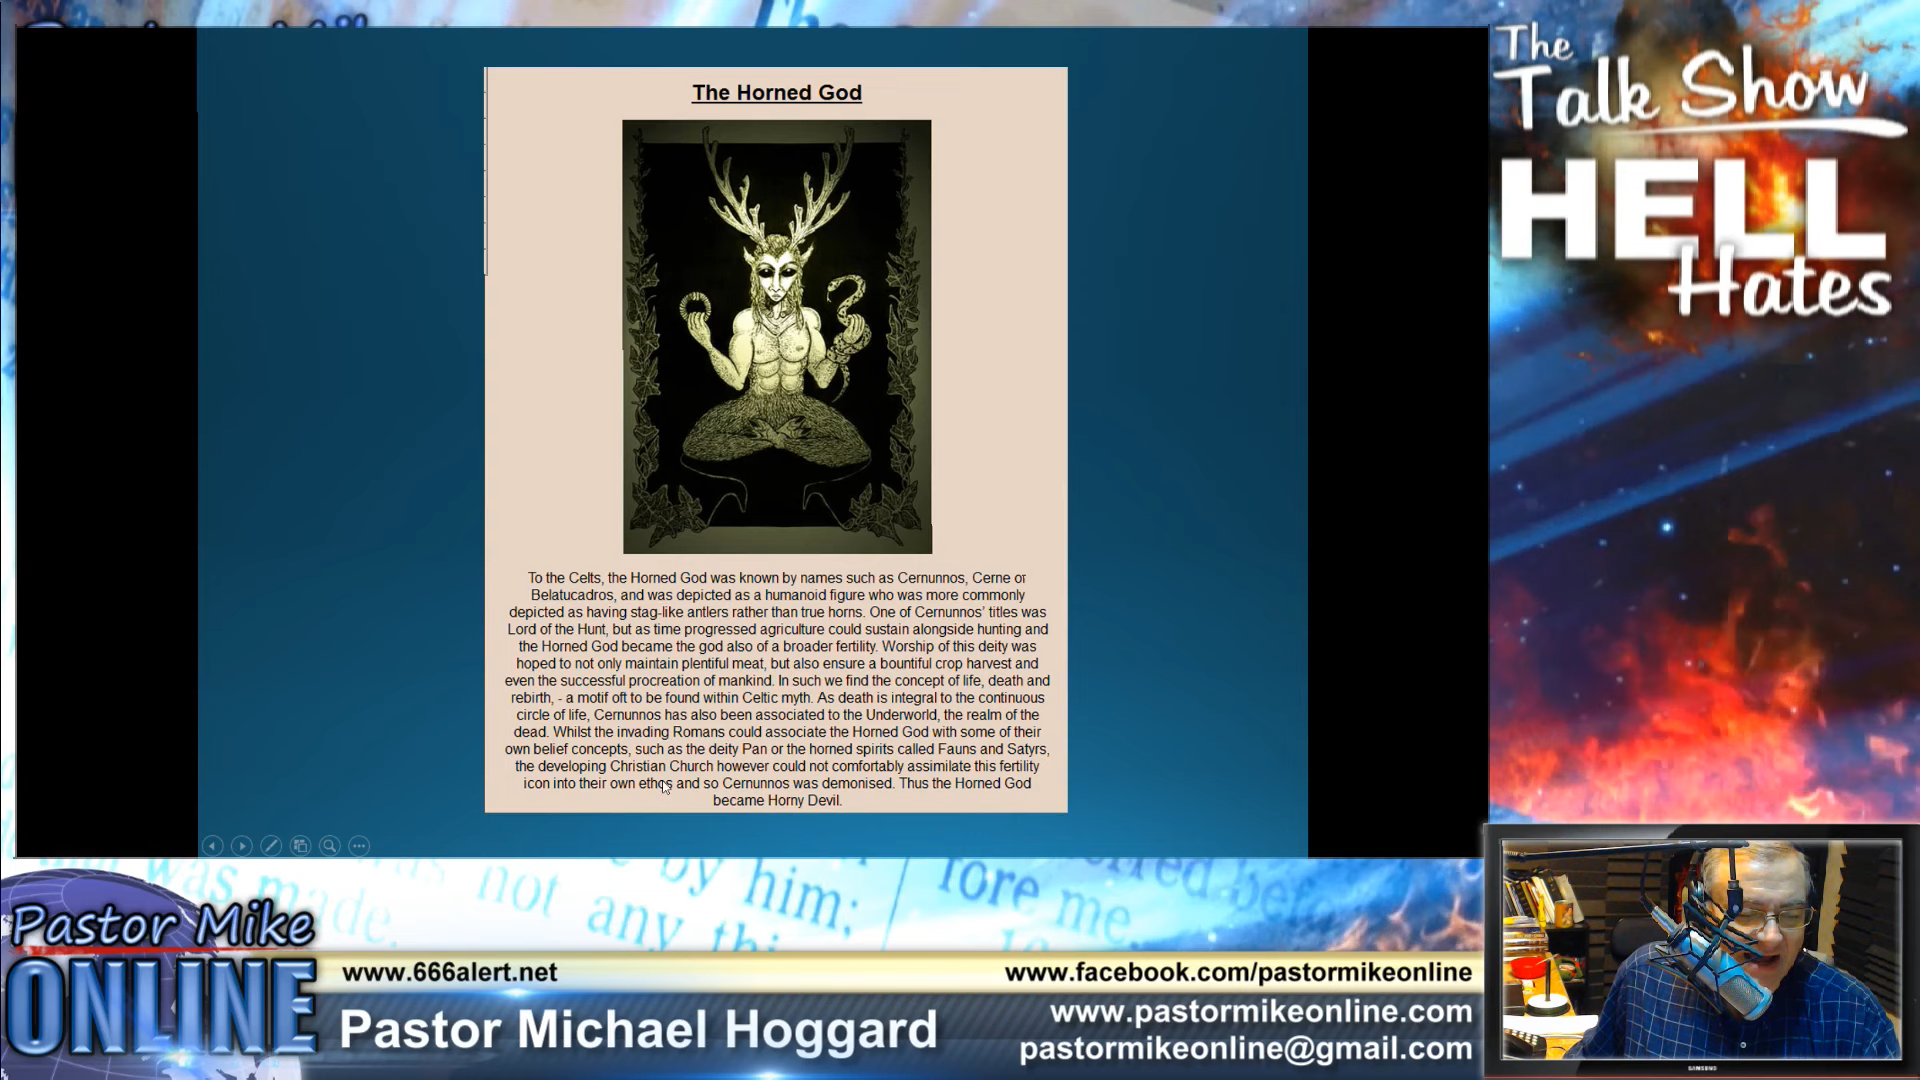 The
Talk Show
HELL
Hates
The Horned God
To the Celts, the Horned God was known by names such as Cernunnos, Cerne or
Belatucadros, and was depicted as a humanoid figure who was more commonly
depicted as having stag-like antlers rather than true horns. One of Cernunnos' titles was
Lord of the Hunt, but as time progressed agriculture could sustain alongside hunting and
the Horned God became the god also of a broader fertility. Worship of this deity was
hoped to not only maintain plentiful meat, but also ensure a bountiful crop harvest and
even the successful procreation of mankind. In such we find the concept of life, death and
rebirth, - a motif oft to be found within Celtic myth. As death is integral to the continuous
circle of life, Cernunnos has also been associated to the Underworld, the realm of the
dead. Whilst the invading Romans could associate the Horned God with some of their
own belief concepts, such as the deity Pan or the horned spirits called Fauns and Satyrs,
the developing Christian Church however could not comfortably assimilate this fertility
icon into their own ethos and so Cernunnos was demonised. Thus the Horned God
became Horny Devil.
was made.
not any
by him;
fore me,
Pastor Mike
ONLINE
www.666alert.net
www.facebook.com/pastormikeonline
Pastor Michael Hoggard
www.pastormikeonline.com
pastormikeonline@gmail.com
SAMSUNG